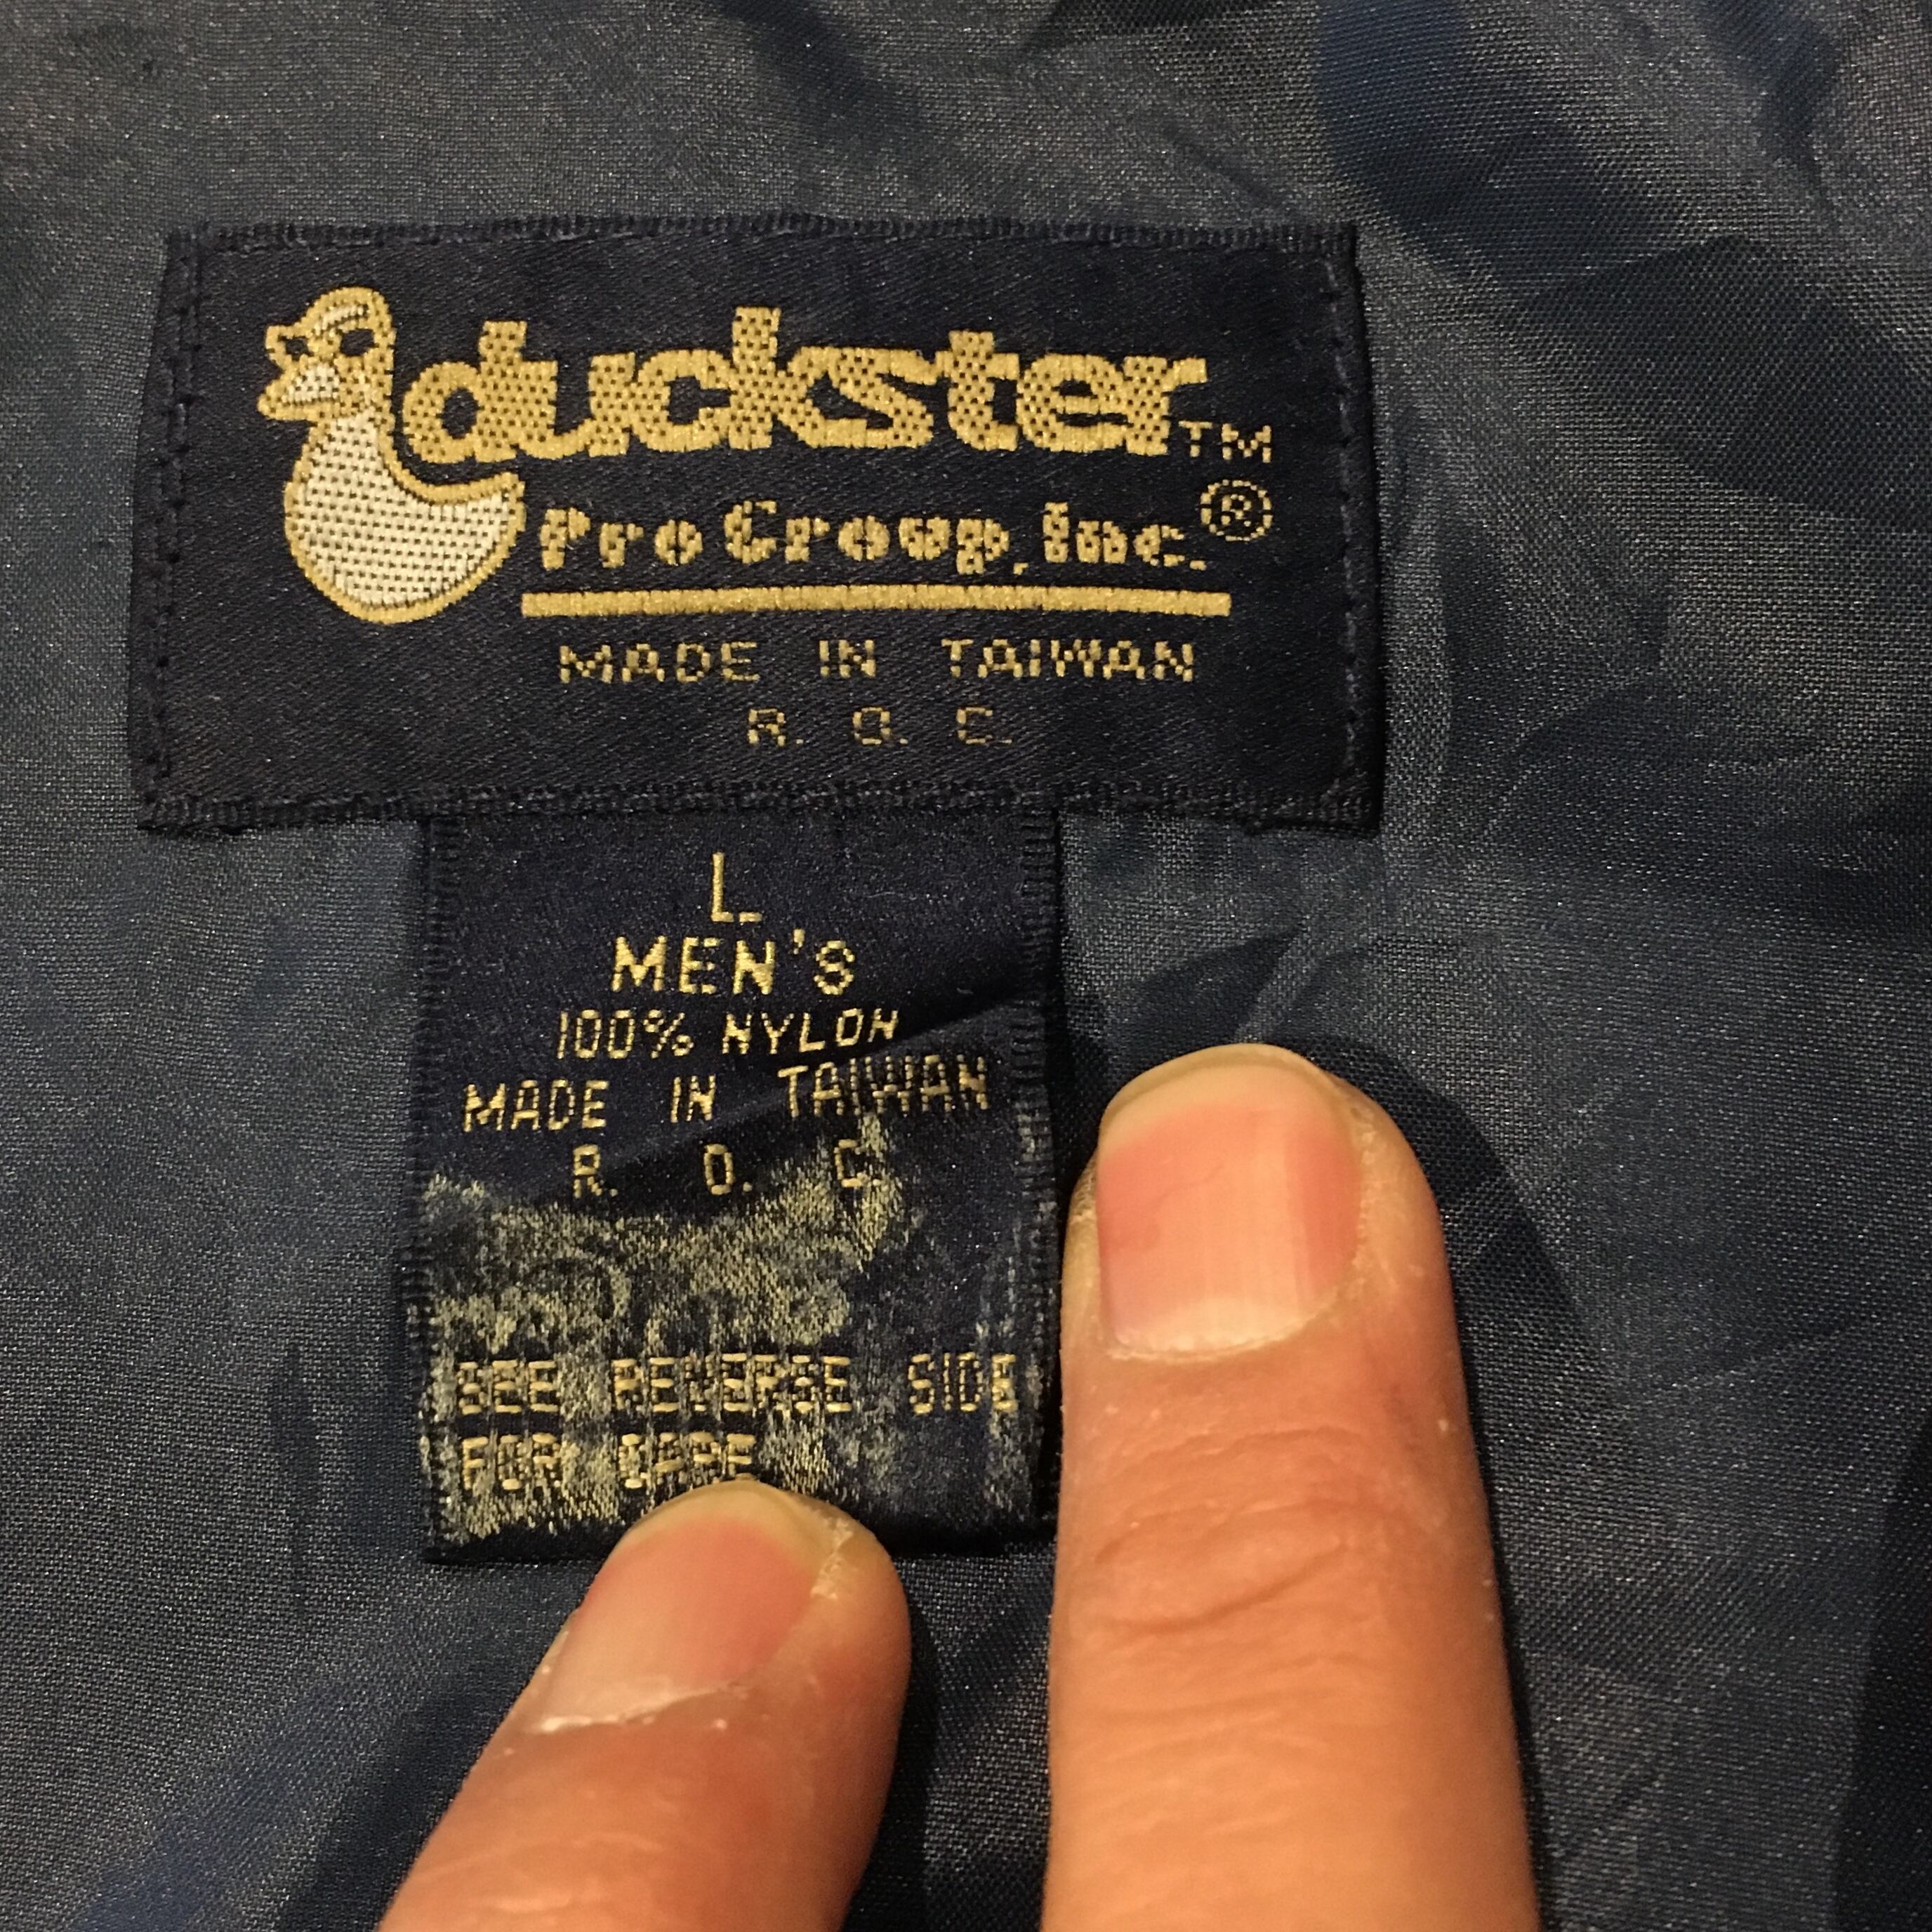 duckster TM
Pro Group, Inc. ®
MADE IN TAIWAN
R. O. C.
L
MEN'S
100% NYLON
MADE IN TAIWAN
R. O. C.
SEE REVERSE SIDE
FOR CARE